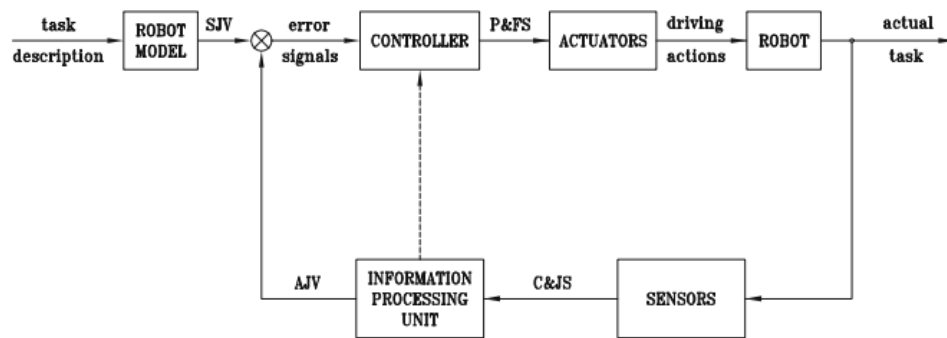 task
description
ROBOT
MODEL
SJV
error
signals
CONTROLLER
P&FS
ACTUATORS
driving
actions
ROBOT
actual
task
AJV
INFORMATION
PROCESSING
UNIT
C&JS
SENSORS